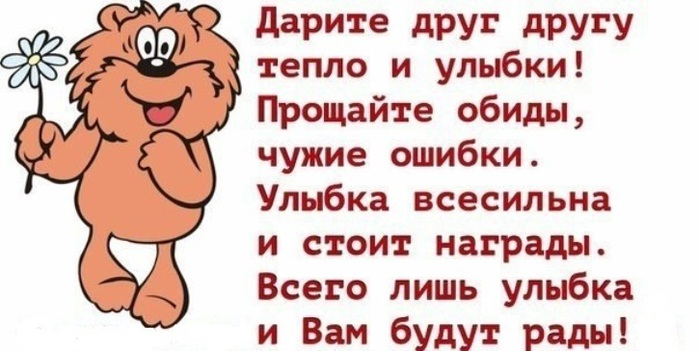 Дарите друг другу
тепло и улыбки!
Прощайте обиды,
чужие ошибки.
Улыбка всесильна
и стоит награды.
Всего лишь улыбка
и Вам будут рады!